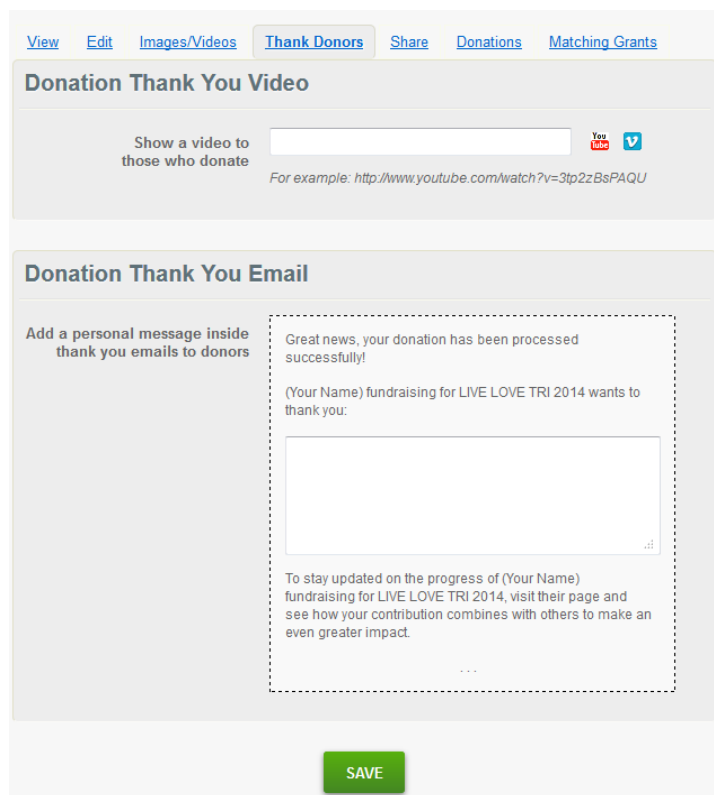 View Edit Images/Videos Thank Donors Share Donations Matching Grants
Donation Thank You Video
Show a video to
those who donate
You
Tube
For example: http://www.youtube.com/watch?v=3tp2zBsPAQU
Donation Thank You Email
Add a personal message inside
thank you emails to donors
Great news, your donation has been processed
successfully!
(Your Name) fundraising for LIVE LOVE TRI 2014 wants to
thank you:
To stay updated on the progress of (Your Name)
fundraising for LIVE LOVE TRI 2014, visit their page and
see how your contribution combines with others to make an
even greater impact.
...
SAVE